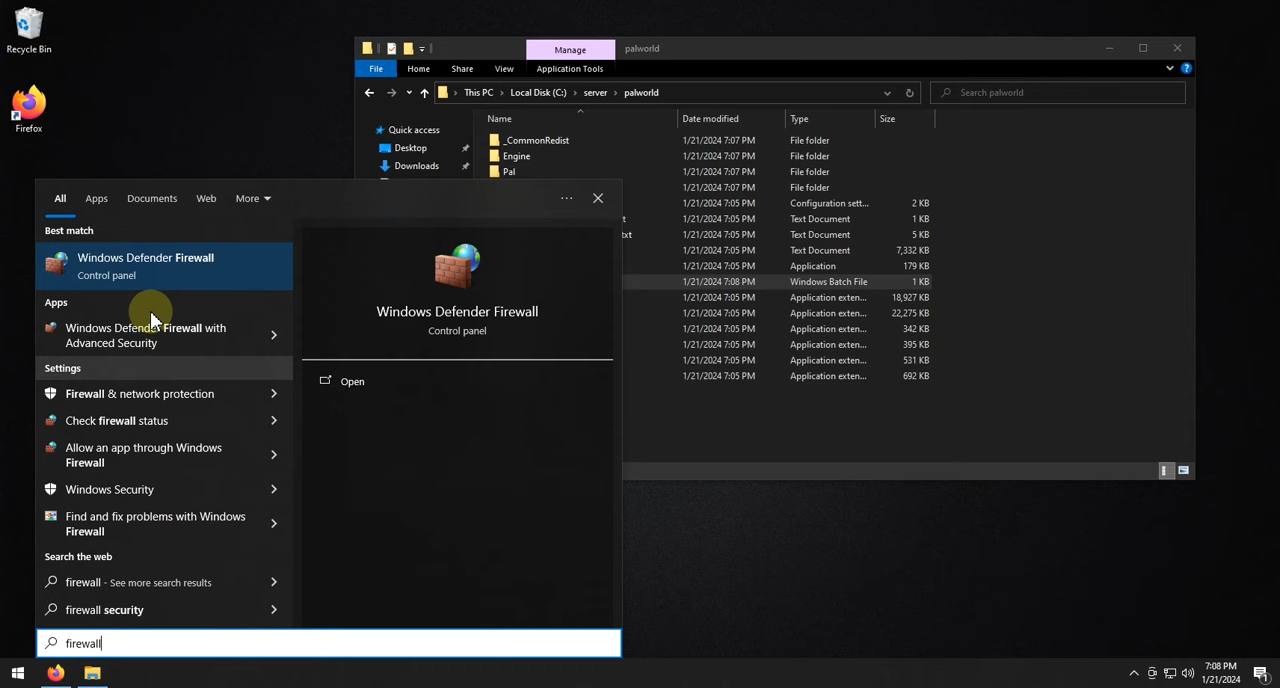 Recycle Bin
Firefox
Manage
palworld
File
Home
Share
View
Application Tools
This PC
Local Disk (C:)
server
palworld
Search palworld
Quick access
Desktop
Downloads
Name
Date modified
Type
Size
_CommonRedist
1/21/2024 7:07 PM
File folder
Engine
1/21/2024 7:07 PM
File folder
Pal
1/21/2024 7:07 PM
File folder
1/21/2024 7:07 PM
File folder
1/21/2024 7:05 PM
Configuration sett...
2 KB
t
1/21/2024 7:05 PM
Text Document
1 KB
txt
1/21/2024 7:05 PM
Text Document
5 KB
1/21/2024 7:05 PM
Text Document
7,332 KB
1/21/2024 7:05 PM
Application
179 KB
1/21/2024 7:08 PM
Windows Batch File
1 KB
1/21/2024 7:05 PM
Application exten...
18,927 KB
1/21/2024 7:05 PM
Application exten...
22,275 KB
1/21/2024 7:05 PM
Application exten...
342 KB
1/21/2024 7:05 PM
Application exten...
395 KB
1/21/2024 7:05 PM
Application exten...
531 KB
1/21/2024 7:05 PM
Application exten...
692 KB
All
Apps
Documents
Web
More
Best match
Windows Defender Firewall
Control panel
Apps
Windows Defender Firewall with
Advanced Security
Settings
Firewall & network protection
Check firewall status
Allow an app through Windows
Firewall
Windows Security
Find and fix problems with Windows
Firewall
Search the web
firewall - See more search results
firewall security
Windows Defender Firewall
Control panel
Open
firewall
7:08 PM
1/21/2024
1